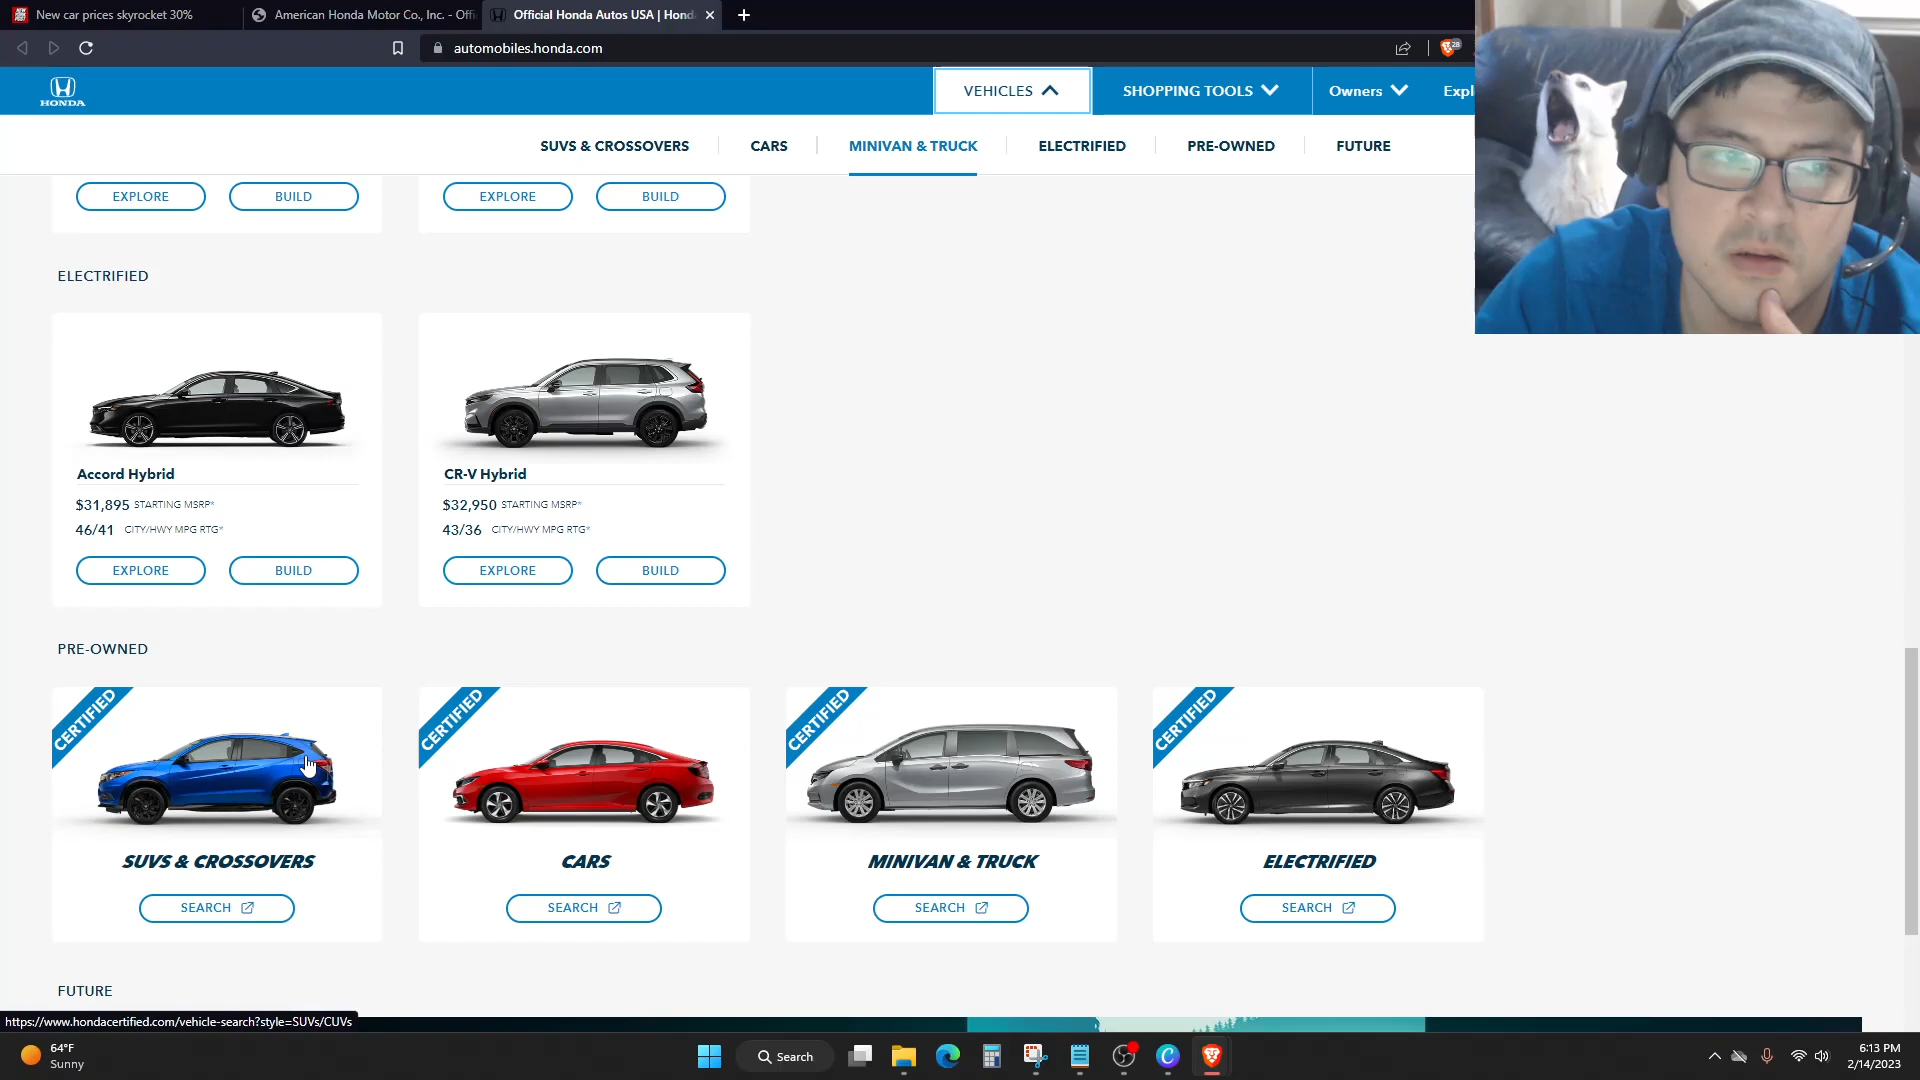 New car prices skyrocket 30%
American Honda Motor Co., Inc. - Offi
Official Honda Autos USA | Hond
automobiles.honda.com
28
HONDA
VEHICLES
SHOPPING TOOLS
Owners
Expl
SUVS & CROSSOVERS
CARS
MINIVAN & TRUCK
ELECTRIFIED
PRE-OWNED
FUTURE
EXPLORE
BUILD
EXPLORE
BUILD
ELECTRIFIED
Accord Hybrid
CR-V Hybrid
$31,895 STARTING MSRP*
$32,950 STARTING MSRP*
46/41 CITY/HWY MPG RTG*
43/36 CITY/HWY MPG RTG*
EXPLORE
BUILD
EXPLORE
BUILD
PRE-OWNED
CERTIFIED
CERTIFIED
CERTIFIED
CERTIFIED
SUVS & CROSSOVERS
CARS
MINIVAN & TRUCK
ELECTRIFIED
SEARCH
SEARCH
SEARCH
SEARCH
FUTURE
https://www.hondacertified.com/vehicle-search?style=SUVs/CUVs
64°F
Sunny
Search
6:13 PM
2/14/2023